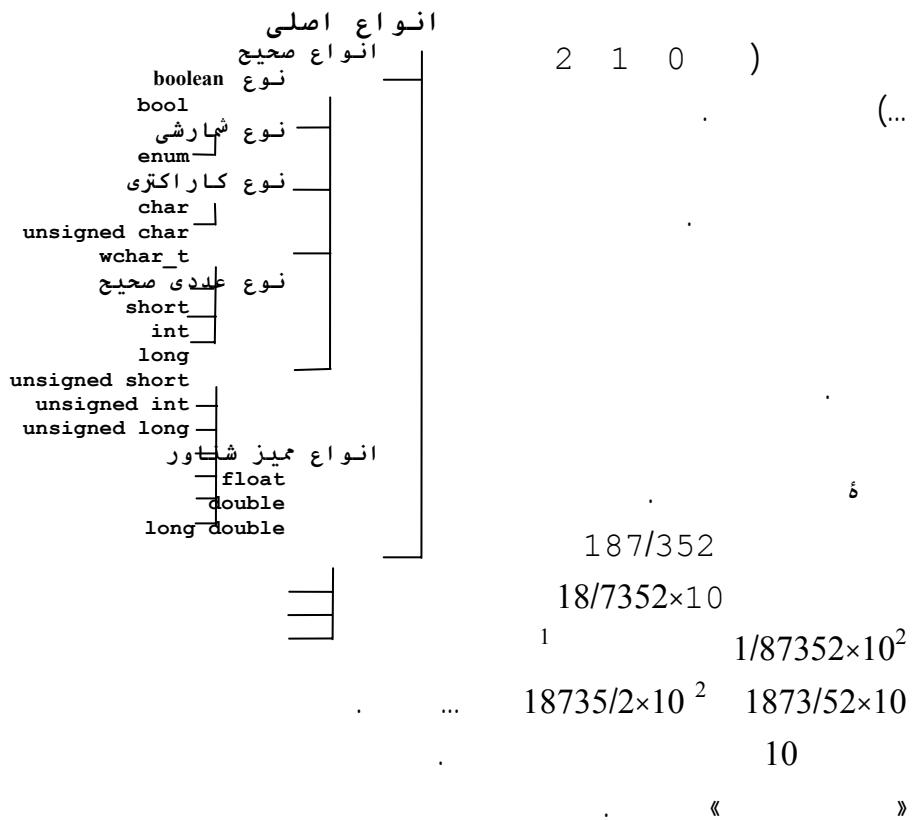 انواع اصلی
انواع صحیح
نوع boolean
bool
نوع شمارشی
enum
نوع کاراکتری
char
unsigned char
wchar_t
نوع عددی صحیح
short
int
long
unsigned short
unsigned int
unsigned long
انواع ممیز شناور
float
double
long double
2 1 0 )
. (...
.
.
هٔ .
187/352
18/7352×10
1 1/87352×10²
. ... 18735/2×10 ² 1873/52×10
. 10
. « »